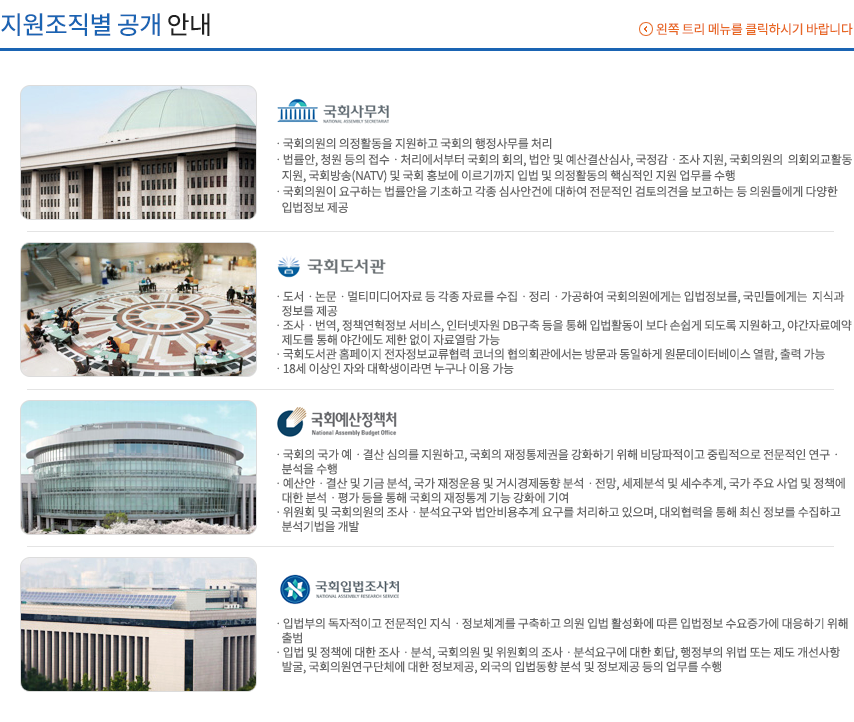 지원조직별 공개 안내
왼쪽 트리 메뉴를 클릭하시기 바랍니다
국회사무처
NATIONAL ASSEMBLY SECRETARIAT
· 국회의원의 의정활동을 지원하고 국회의 행정사무를 처리
· 법률안, 청원 등의 접수 · 처리에서부터 국회의 회의, 법안 및 예산결산심사, 국정감 · 조사 지원, 국회의원의 의회외교활동
지원, 국회방송(NATV) 및 국회 홍보에 이르기까지 입법 및 의정활동의 핵심적인 지원 업무를 수행
· 국회의원이 요구하는 법률안을 기초하고 각종 심사안건에 대하여 전문적인 검토의견을 보고하는 등 의원들에게 다양한
입법정보 제공
국회도서관
· 도서 · 논문 · 멀티미디어자료 등 각종 자료를 수집 · 정리 · 가공하여 국회의원에게는 입법정보를, 국민들에게는 지식과
정보를 제공
· 조사 · 번역, 정책연혁정보 서비스, 인터넷자원 DB구축 등을 통해 입법활동이 보다 손쉽게 되도록 지원하고, 야간자료예약
제도를 통해 야간에도 제한 없이 자료열람 가능
· 국회도서관 홈페이지 전자정보교류협력 코너의 협의회관에서는 방문과 동일하게 원문데이터베이스 열람, 출력 가능
· 18세 이상인 자와 대학생이라면 누구나 이용 가능
국회예산정책처
National Assembly Budget Office
· 국회의 국가 예 · 결산 심의를 지원하고, 국회의 재정통제권을 강화하기 위해 비당파적이고 중립적으로 전문적인 연구 ·
분석을 수행
· 예산안 · 결산 및 기금 분석, 국가 재정운용 및 거시경제동향 분석 · 전망, 세제분석 및 세수추계, 국가 주요 사업 및 정책에
대한 분석 · 평가 등을 통해 국회의 재정통계 기능 강화에 기여
· 위원회 및 국회의원의 조사 · 분석요구와 법안비용추계 요구를 처리하고 있으며, 대외협력을 통해 최신 정보를 수집하고
분석기법을 개발
국회입법조사처
NATIONAL ASSEMBLY RESEARCH SERVICE
· 입법부의 독자적이고 전문적인 지식 · 정보체계를 구축하고 의원 입법 활성화에 따른 입법정보 수요증가에 대응하기 위해
출범
· 입법 및 정책에 대한 조사 · 분석, 국회의원 및 위원회의 조사 · 분석요구에 대한 회답, 행정부의 위법 또는 제도 개선사항
발굴, 국회의원연구단체에 대한 정보제공, 외국의 입법동향 분석 및 정보제공 등의 업무를 수행